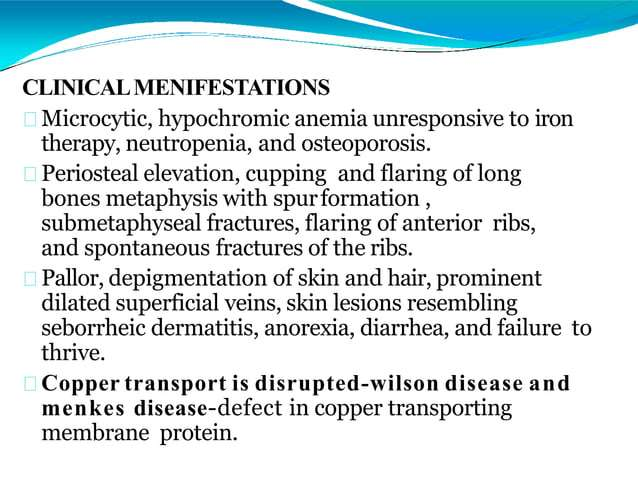 CLINICAL MENIFESTATIONS
Microcytic, hypochromic anemia unresponsive to iron
therapy, neutropenia, and osteoporosis.
Periosteal elevation, cupping and flaring of long
bones metaphysis with spur formation ,
submetaphyseal fractures, flaring of anterior ribs,
and spontaneous fractures of the ribs.
Pallor, depigmentation of skin and hair, prominent
dilated superficial veins, skin lesions resembling
seborrheic dermatitis, anorexia, diarrhea, and failure to
thrive.
Copper transport is disrupted-wilson disease and
menkes disease-defect in copper transporting
membrane protein.